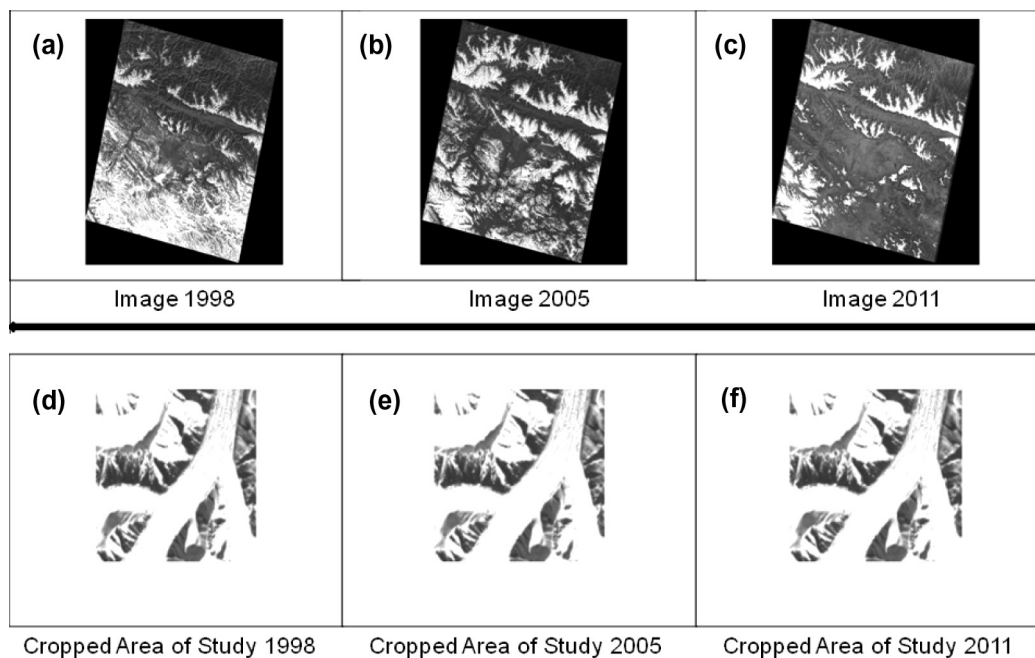 (a)
(b)
(c)
Image 1998
Image 2005
Image 2011
(d)
(e)
(f)
Cropped Area of Study 1998
Cropped Area of Study 2005
Cropped Area of Study 2011